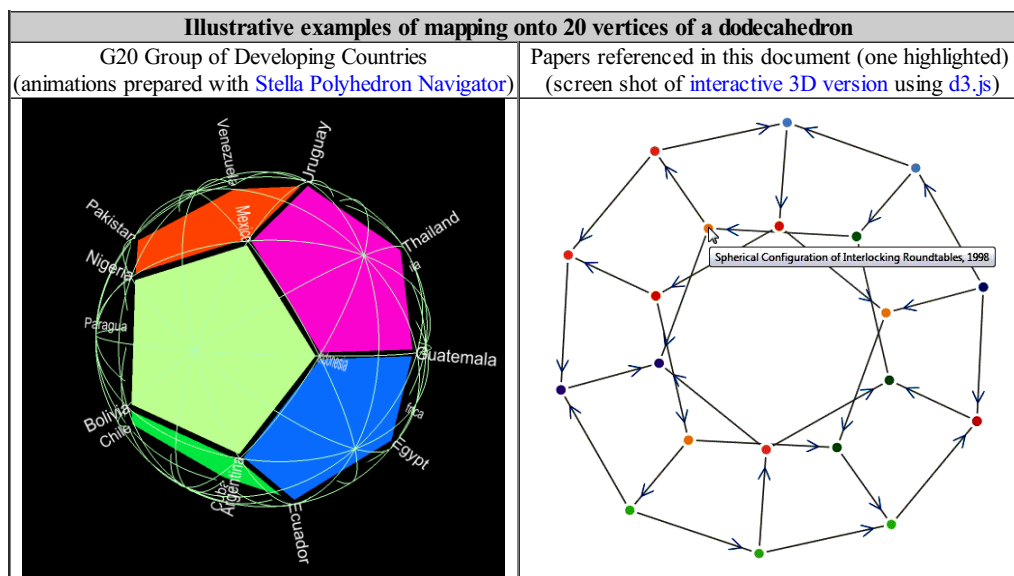 Illustrative examples of mapping onto 20 vertices of a dodecahedron
G20 Group of Developing Countries
(animations prepared with Stella Polyhedron Navigator)
Papers referenced in this document (one highlighted)
(screen shot of interactive 3D version using d3.js)
Venezuela
Uruguay
Pakistan
Mexico
Thailand
Nigeria
Paragua
Guatemala
Bolivia
Chile
Egypt
Argentina
Ecuador
Spherical Configuration of Interlocking Roundtables, 1998